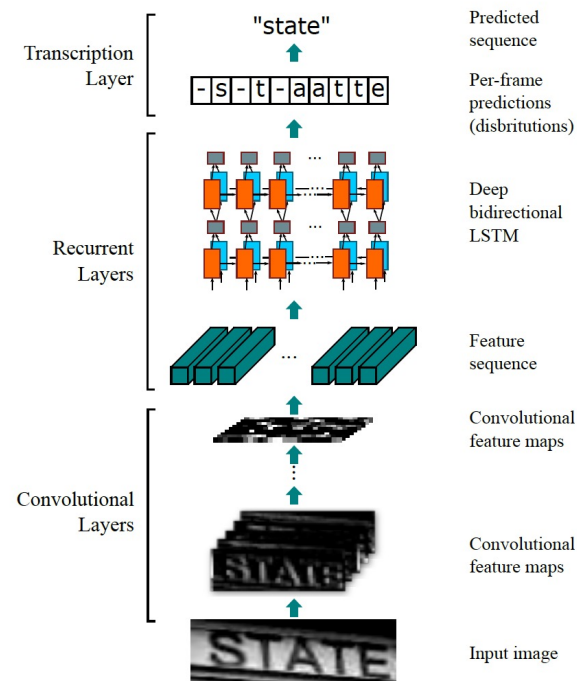 "state"
Predicted
sequence
Transcription
Layer
- s - t - a a t t e
Per-frame
predictions
(disbritutions)
...
Deep
bidirectional
LSTM
Recurrent
Layers
...
...
Feature
sequence
...
Convolutional
feature maps
Convolutional
Layers
STATE
Convolutional
feature maps
STATE
Input image